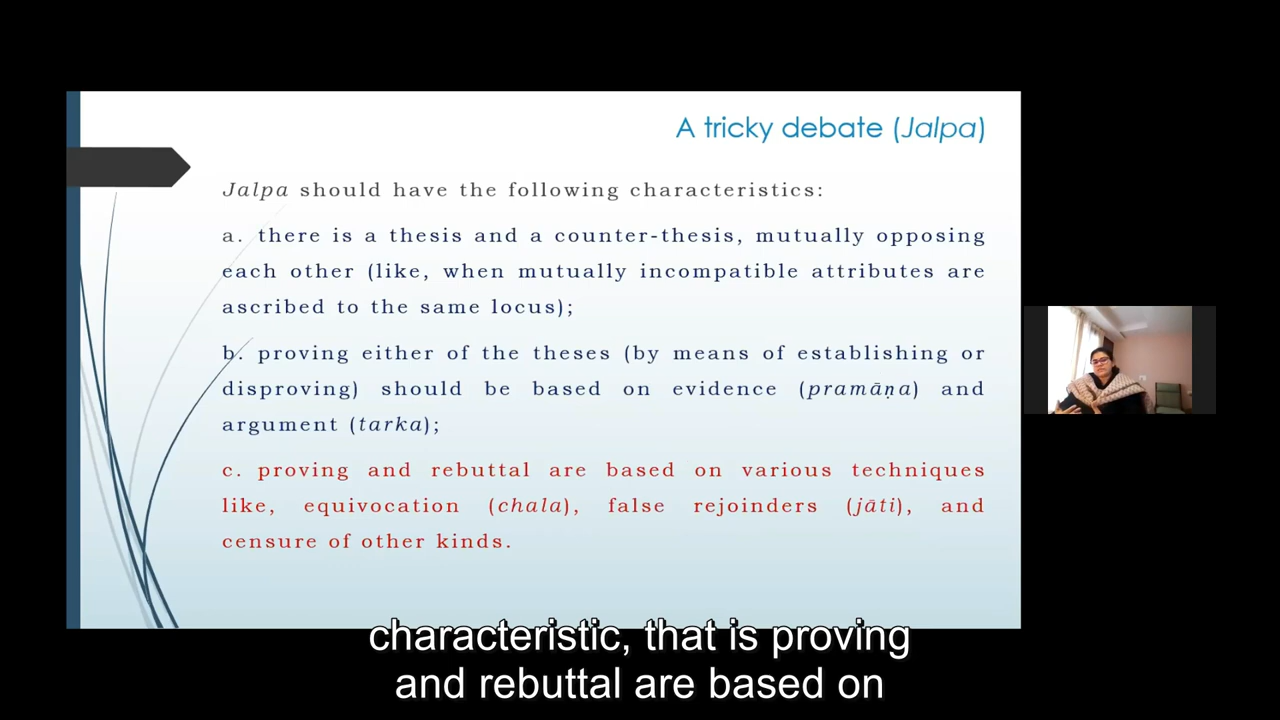 A tricky debate (Jalpa)
Jalpa should have the following characteristics:
a. there is a thesis and a counter-thesis, mutually opposing
each other (like, when mutually incompatible attributes are
ascribed to the same locus);
b. proving either of the theses (by means of establishing or
disproving) should be based on evidence (pramāṇa) and
argument (tarka);
c. proving and rebuttal are based on various techniques
like, equivocation (chala), false rejoinders (jāti), and
censure of other kinds.
characteristic, that is proving
and rebuttal are based on